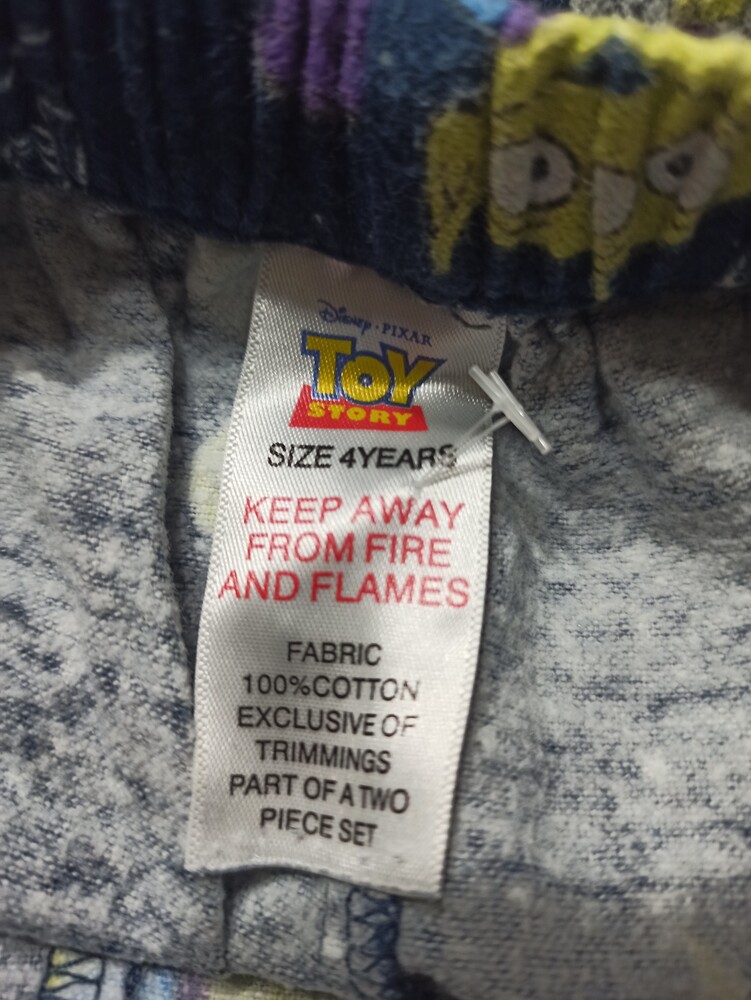 Disney · PIXAR
TOY
STORY
SIZE 4YEARS
KEEP AWAY
FROM FIRE
AND FLAMES
FABRIC
100%COTTON
EXCLUSIVE OF
TRIMMINGS
PART OF A TWO
PIECE SET